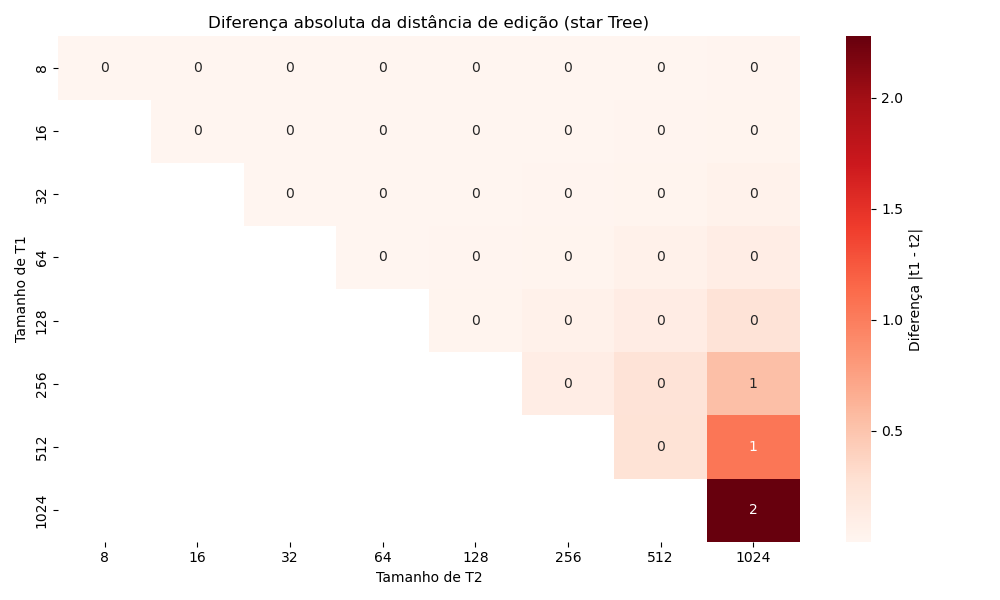 Diferença absoluta da distância de edição (star Tree)
8 0 0 0 0 0 0 0 0
16 0 0 0 0 0 0 0
32 0 0 0 0 0 0
64 0 0 0 0 0
128 0 0 0 0
256 0 0 1
512 0 1
1024 2
8 16 32 64 128 256 512 1024
Tamanho de T2
Tamanho de T1
2.0
1.5
1.0
0.5
Diferença |t1 - t2|